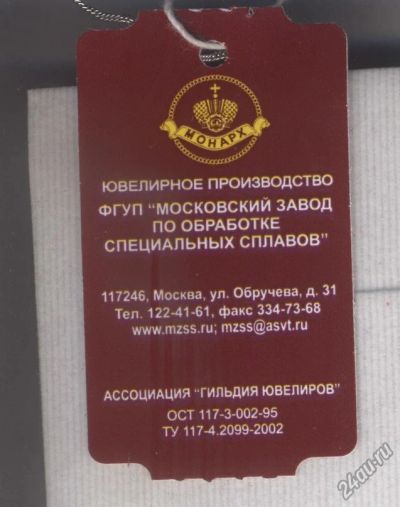 МОНАРХ
ЮВЕЛИРНОЕ ПРОИЗВОДСТВО
ФГУП "МОСКОВСКИЙ ЗАВОД
ПО ОБРАБОТКЕ
СПЕЦИАЛЬНЫХ СПЛАВОВ"
117246, Москва, ул. Обручева, д. 31
Тел. 122-41-61, факс 334-73-68
www.mzss.ru; mzss@asvt.ru
АССОЦИАЦИЯ "ГИЛЬДИЯ ЮВЕЛИРОВ"
ОСТ 117-3-002-95
ТУ 117-4.2099-2002
24au.ru